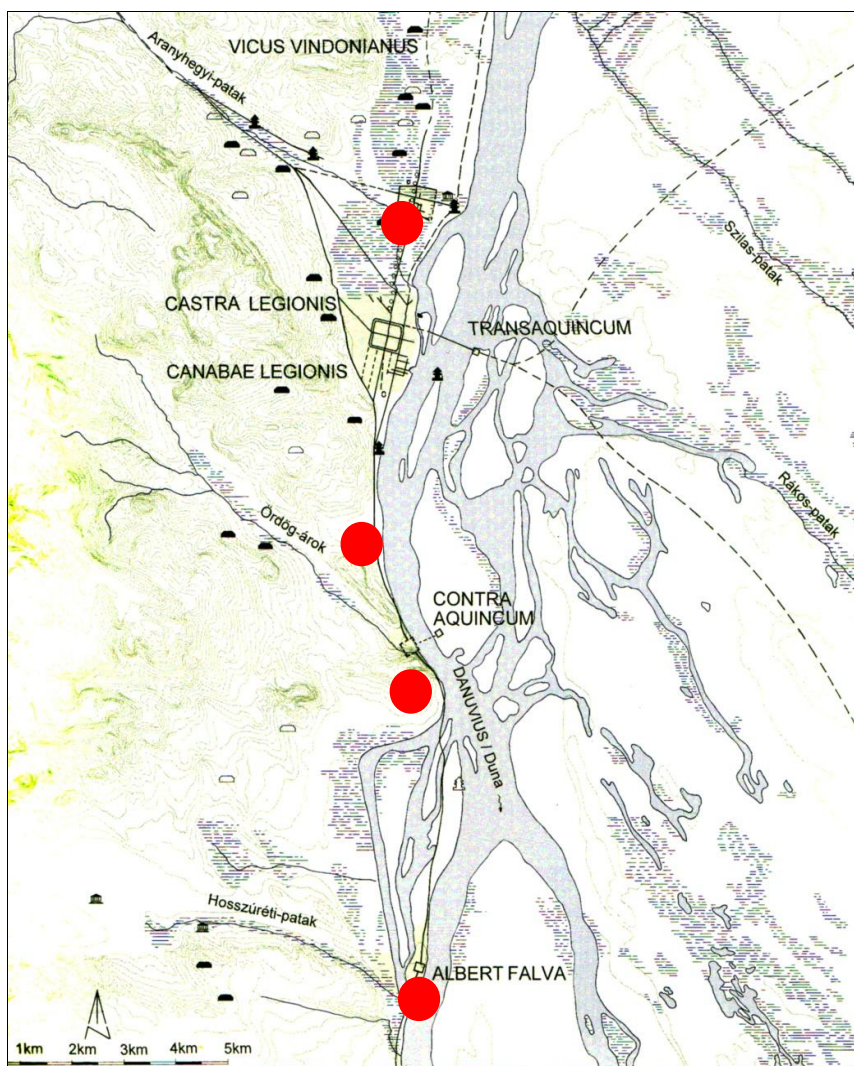 VICUS VINDONIANUS
Aranyhegyi-patak
Szilas-patak
CASTRA LEGIONIS
TRANSAQUINCUM
CANABAE LEGIONIS
Rákos-patak
Ördög-árok
CONTRA
AQUINCUM
DANUVIUS / Duna
Hosszúréti-patak
ALBERT FALVA
N
1km 2km 3km 4km 5km